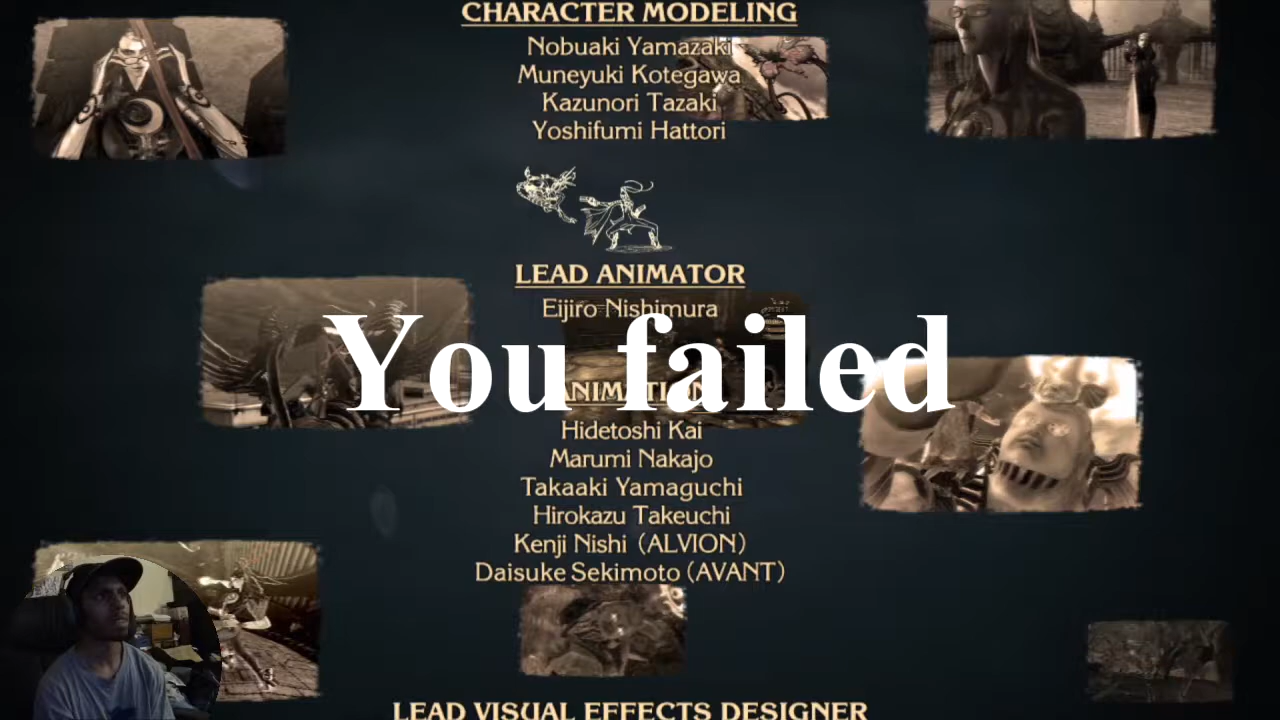 CHARACTER MODELING
Nobuaki Yamazaki
Muneyuki Kotegawa
Kazunori Tazaki
Yoshifumi Hattori
LEAD ANIMATOR
Eijiro Nishimura
You failed
ANIMATION
Hidetoshi Kai
Marumi Nakajo
Takaaki Yamaguchi
Hirokazu Takeuchi
Kenji Nishi (ALVION)
Daisuke Sekimoto (AVANT)
LEAD VISUAL EFFECTS DESIGNER